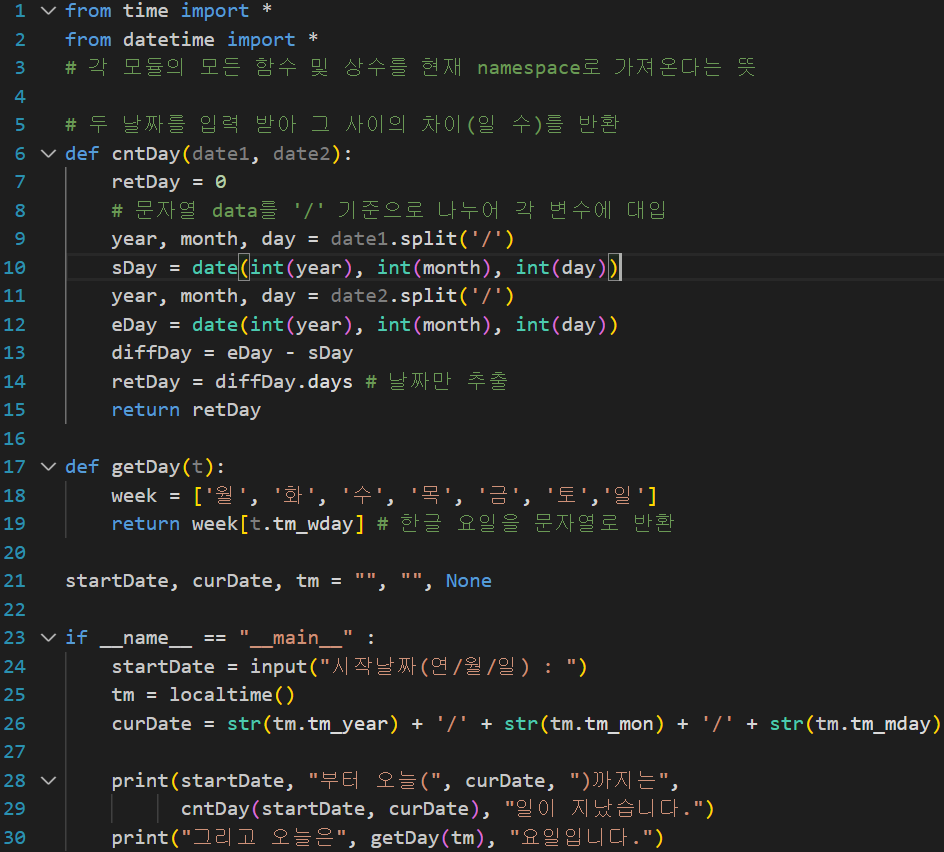 1 from time import *
2 from datetime import *
3 # 각 모듈의 모든 함수 및 상수를 현재 namespace로 가져온다는 뜻
4
5 # 두 날짜를 입력 받아 그 사이의 차이(일 수)를 반환
6 def cntDay(date1, date2):
7     retDay = 0
8     # 문자열 data를 '/' 기준으로 나누어 각 변수에 대입
9     year, month, day = date1.split('/')
10     sDay = date(int(year), int(month), int(day))
11     year, month, day = date2.split('/')
12     eDay = date(int(year), int(month), int(day))
13     diffDay = eDay - sDay
14     retDay = diffDay.days # 날짜만 추출
15     return retDay
16
17 def getDay(t):
18     week = ['월', '화', '수', '목', '금', '토','일']
19     return week[t.tm_wday] # 한글 요일을 문자열로 반환
20
21 startDate, curDate, tm = "", "", None
22
23 if __name__ == "__main__" :
24     startDate = input("시작날짜(연/월/일) : ")
25     tm = localtime()
26     curDate = str(tm.tm_year) + '/' + str(tm.tm_mon) + '/' + str(tm.tm_mday)
27
28     print(startDate, "부터 오늘(", curDate, ")까지는",
29           cntDay(startDate, curDate), "일이 지났습니다.")
30     print("그리고 오늘은", getDay(tm), "요일입니다.")